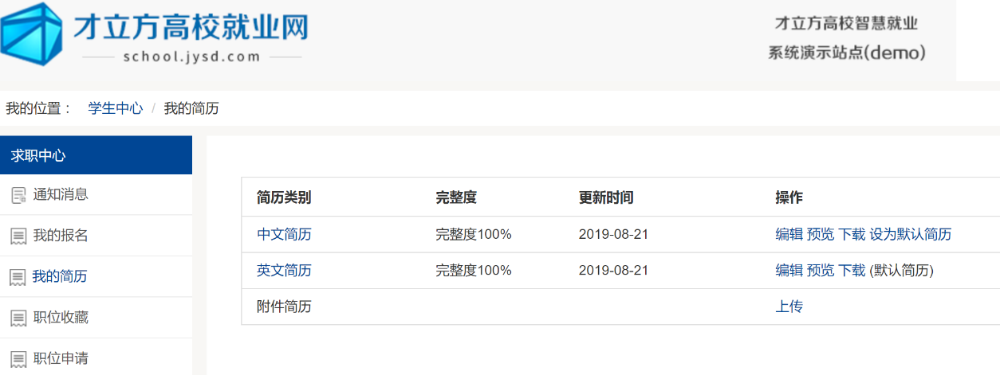 才立方高校就业网
school.jysd.com
才立方高校智慧就业
系统演示站点(demo)
我的位置： 学生中心 / 我的简历
求职中心
通知消息
我的报名
我的简历
职位收藏
职位申请
简历类别 完整度 更新时间 操作
中文简历 完整度100% 2019-08-21 编辑 预览 下载 设为默认简历
英文简历 完整度100% 2019-08-21 编辑 预览 下载 (默认简历)
附件简历 上传